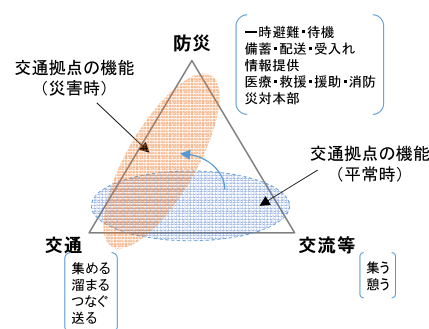 防災
一時避難・待機
備蓄・配送・受入れ
情報提供
医療・救援・援助・消防
災対本部
交通拠点の機能
（災害時）
交通拠点の機能
（平常時）
交通
集める
溜まる
つなぐ
送る
交流等
集う
憩う